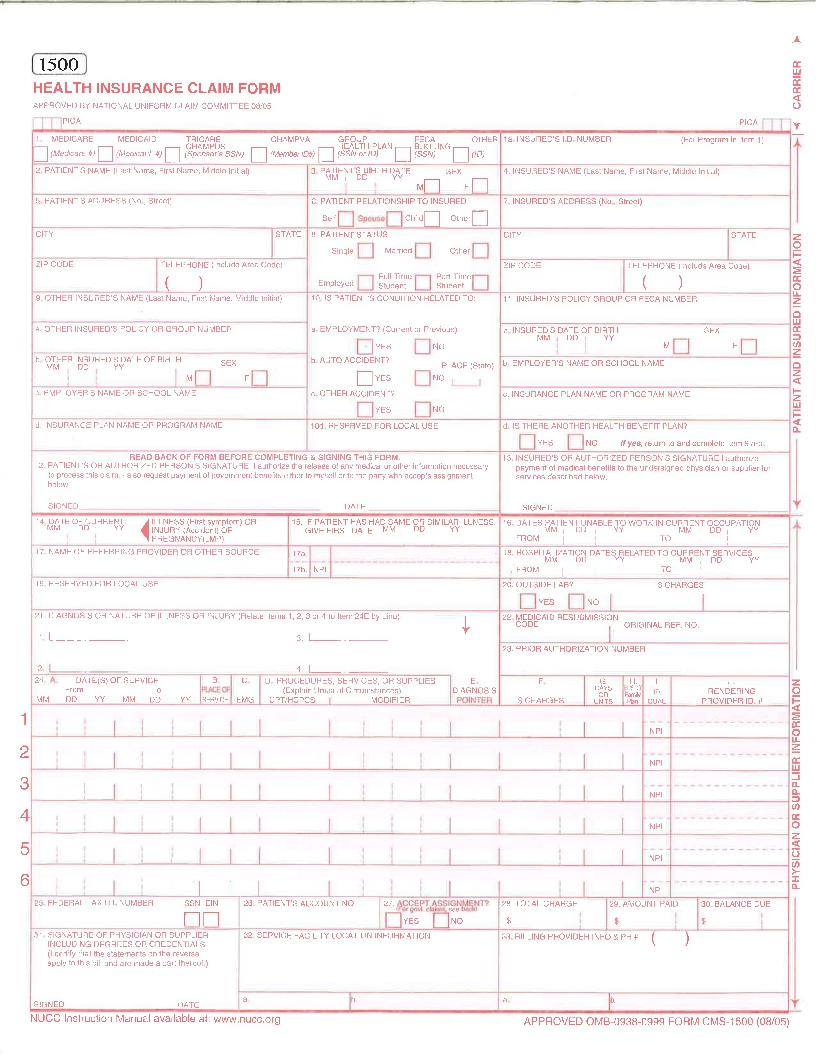 1500
HEALTH INSURANCE CLAIM FORM
APPROVED BY NATIONAL UNIFORM CLAIM COMMITTEE 08/05
PICA
PICA
CARRIER
1. MEDICARE MEDICAID TRICARE CHAMPUS CHAMPVA GROUP HEALTH PLAN FECA BLK LUNG OTHER
(Medicare #) (Medicaid #) (Sponsor's SSN) (Member ID#) (SSN or ID) (SSN) (ID)
1a. INSURED'S I.D. NUMBER (For Program in Item 1)
2. PATIENT'S NAME (Last Name, First Name, Middle Initial)
3. PATIENT'S BIRTH DATE SEX
MM DD YY M F
4. INSURED'S NAME (Last Name, First Name, Middle Initial)
5. PATIENT'S ADDRESS (No., Street)
6. PATIENT RELATIONSHIP TO INSURED
Self Spouse Child Other
7. INSURED'S ADDRESS (No., Street)
CITY STATE
8. PATIENT STATUS
Single Married Other
CITY STATE
ZIP CODE TELEPHONE (Include Area Code)
( )
Employed Full-Time Student Part-Time Student
ZIP CODE TELEPHONE (Include Area Code)
( )
9. OTHER INSURED'S NAME (Last Name, First Name, Middle Initial)
10. IS PATIENT'S CONDITION RELATED TO:
11. INSURED'S POLICY GROUP OR FECA NUMBER
a. OTHER INSURED'S POLICY OR GROUP NUMBER
a. EMPLOYMENT? (Current or Previous)
YES NO
a. INSURED'S DATE OF BIRTH SEX
MM DD YY M F
b. OTHER INSURED'S DATE OF BIRTH SEX
MM DD YY M F
b. AUTO ACCIDENT? PLACE (State)
YES NO
b. EMPLOYER'S NAME OR SCHOOL NAME
c. EMPLOYER'S NAME OR SCHOOL NAME
c. OTHER ACCIDENT?
YES NO
c. INSURANCE PLAN NAME OR PROGRAM NAME
d. INSURANCE PLAN NAME OR PROGRAM NAME
10d. RESERVED FOR LOCAL USE
d. IS THERE ANOTHER HEALTH BENEFIT PLAN?
YES NO If yes, return to and complete item 9 a-d.
READ BACK OF FORM BEFORE COMPLETING & SIGNING THIS FORM.
12. PATIENT'S OR AUTHORIZED PERSON'S SIGNATURE I authorize the release of any medical or other information necessary
to process this claim. I also request payment of government benefits either to myself or to the party who accepts assignment
below.
SIGNED DATE
13. INSURED'S OR AUTHORIZED PERSON'S SIGNATURE I authorize
payment of medical benefits to the undersigned physician or supplier for
services described below.
SIGNED
PATIENT AND INSURED INFORMATION
14. DATE OF CURRENT: ILLNESS (First symptom) OR
MM DD YY INJURY (Accident) OR
PREGNANCY (LMP)
15. IF PATIENT HAS HAD SAME OR SIMILAR ILLNESS.
GIVE FIRST DATE MM DD YY
16. DATES PATIENT UNABLE TO WORK IN CURRENT OCCUPATION
MM DD YY MM DD YY
FROM TO
17. NAME OF REFERRING PROVIDER OR OTHER SOURCE
17a.
17b. NPI
18. HOSPITALIZATION DATES RELATED TO CURRENT SERVICES
MM DD YY MM DD YY
FROM TO
19. RESERVED FOR LOCAL USE
20. OUTSIDE LAB? $ CHARGES
YES NO
21. DIAGNOSIS OR NATURE OF ILLNESS OR INJURY (Relate Items 1, 2, 3 or 4 to Item 24E by Line)
1. 3.
2. 4.
22. MEDICAID RESUBMISSION
CODE ORIGINAL REF. NO.
23. PRIOR AUTHORIZATION NUMBER
24. A. DATE(S) OF SERVICE B. C. D. PROCEDURES, SERVICES, OR SUPPLIES E. F. G. H. I. J.
From To PLACE OF (Explain Unusual Circumstances) DIAGNOSIS DAYS OR EPSDT Family ID. RENDERING
MM DD YY MM DD YY SERVICE EMG CPT/HCPCS MODIFIER POINTER $ CHARGES UNITS Plan QUAL. PROVIDER ID. #
1 NPI
2 NPI
3 NPI
4 NPI
5 NPI
6 NPI
25. FEDERAL TAX I.D. NUMBER SSN EIN
26. PATIENT'S ACCOUNT NO.
27. ACCEPT ASSIGNMENT?
(For govt. claims, see back)
YES NO
28. TOTAL CHARGE
$
29. AMOUNT PAID
$
30. BALANCE DUE
$
31. SIGNATURE OF PHYSICIAN OR SUPPLIER
INCLUDING DEGREES OR CREDENTIALS
(I certify that the statements on the reverse
apply to this bill and are made a part thereof.)
SIGNED DATE
32. SERVICE FACILITY LOCATION INFORMATION
a. b.
33. BILLING PROVIDER INFO & PH # ( )
a. b.
PHYSICIAN OR SUPPLIER INFORMATION
NUCC Instruction Manual available at: www.nucc.org
APPROVED OMB-0938-0999 FORM CMS-1500 (08/05)